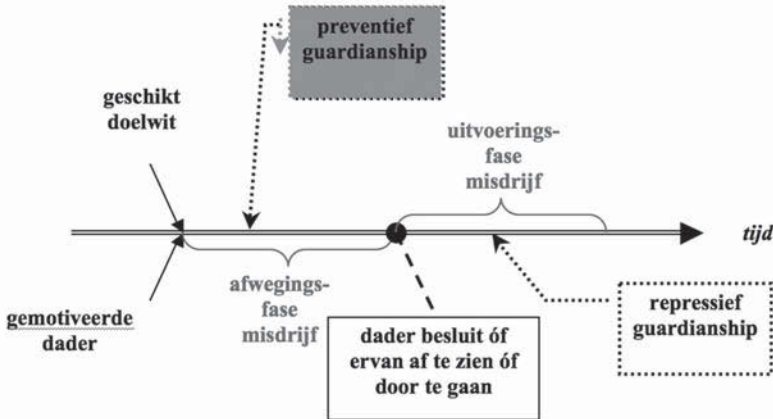 preventief
guardianship
geschikt
doelwit
uitvoerings-
fase
misdrijf
tijd
afwegings-
fase
misdrijf
gemotiveerde
dader
dader besluit óf
ervan af te zien óf
door te gaan
repressief
guardianship